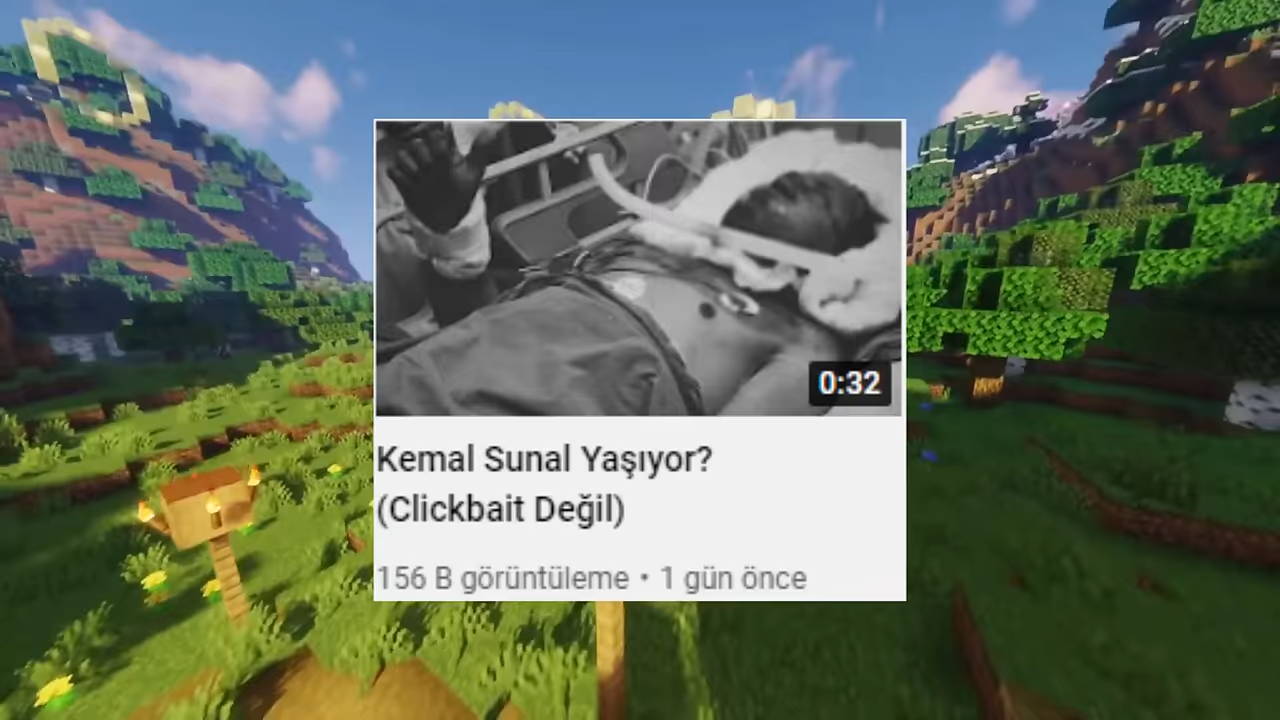 0:32
Kemal Sunal Yaşıyor?
(Clickbait Değil)
156 B görüntüleme • 1 gün önce